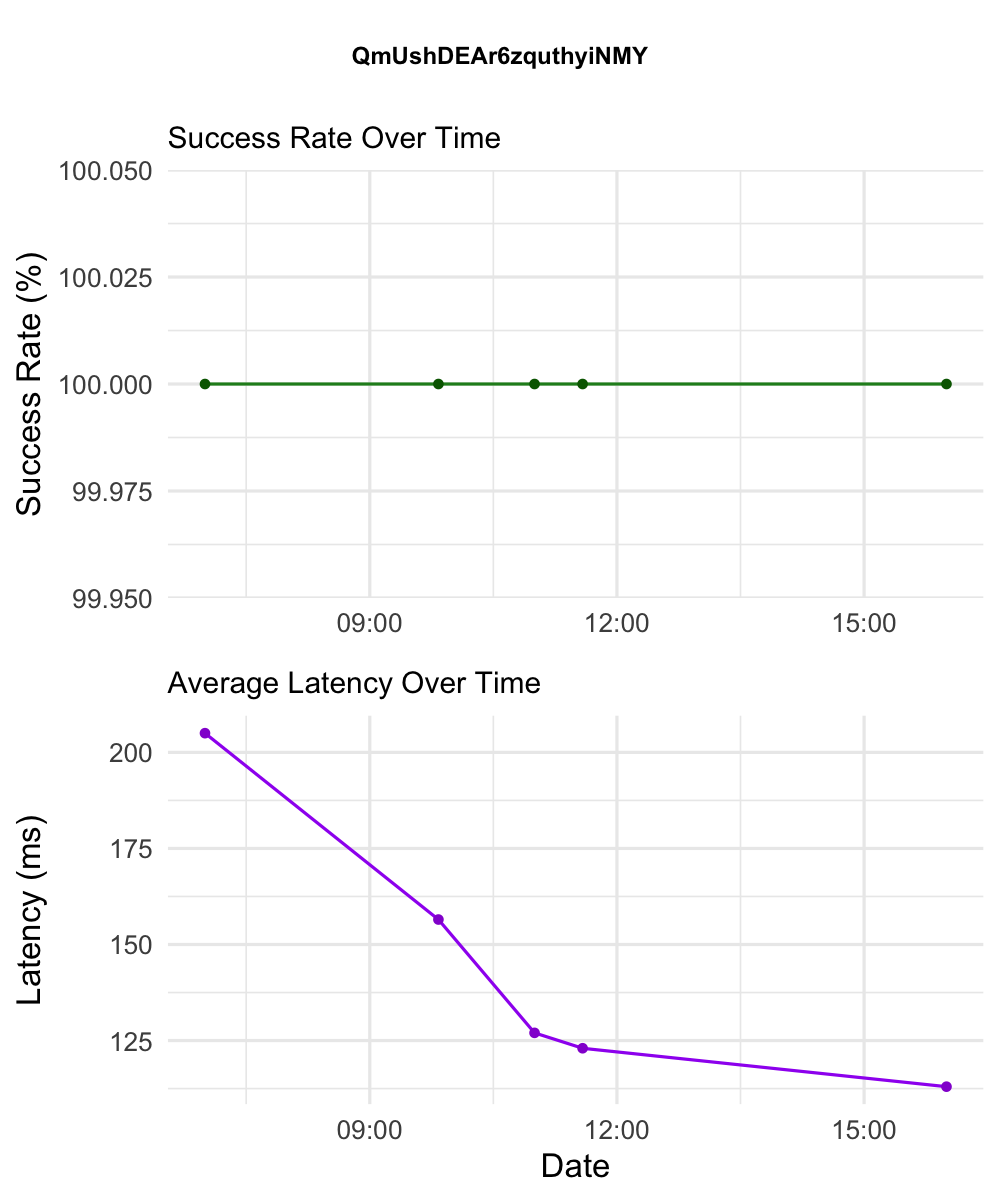 QmUshDEAr6zquthyiNMY
Success Rate Over Time
100.050
100.025
100.000
99.975
99.950
Success Rate (%)
09:00 12:00 15:00
Average Latency Over Time
200
175
150
125
Latency (ms)
09:00 12:00 15:00
Date